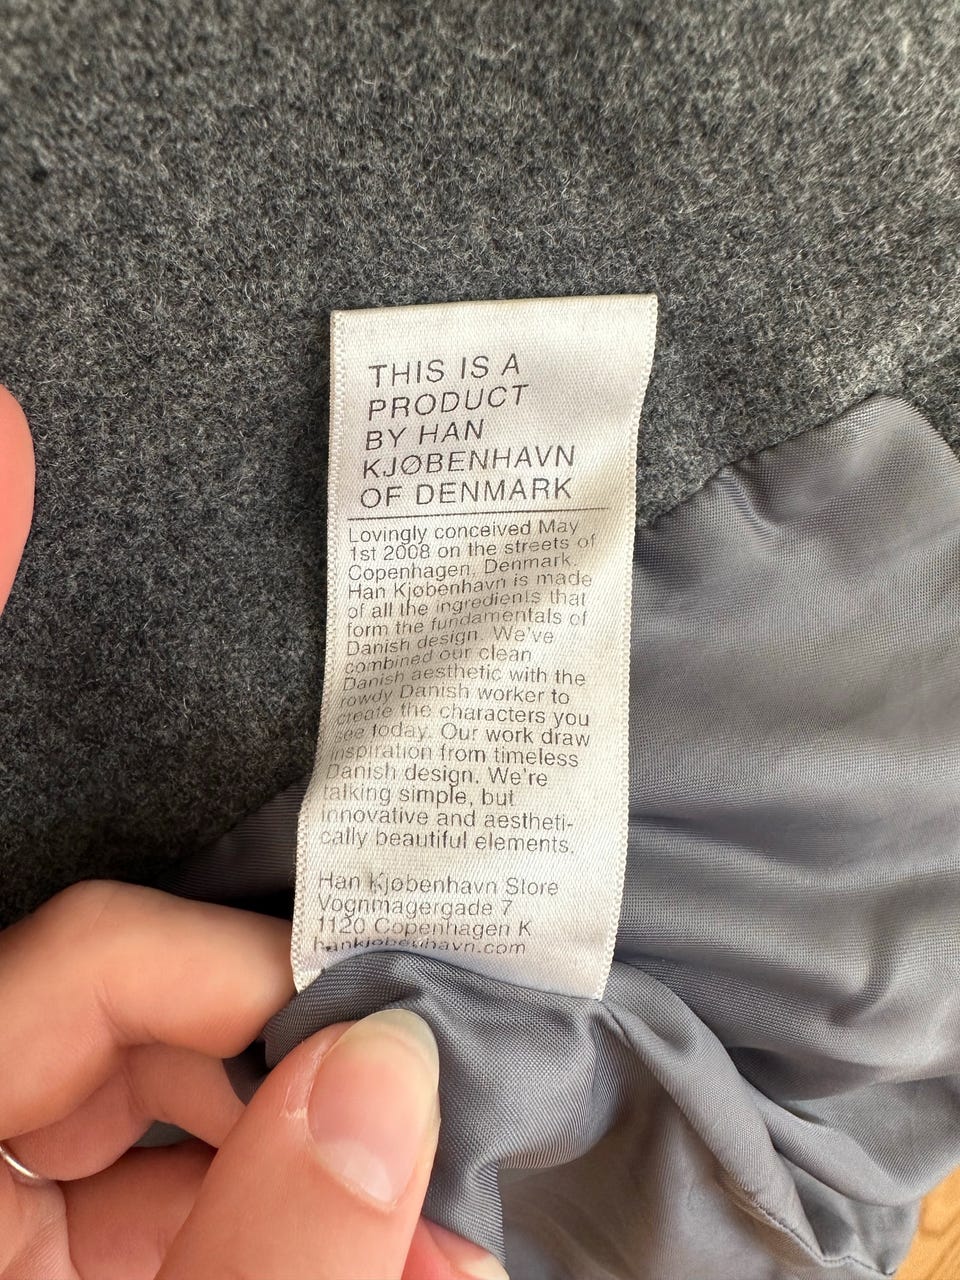 THIS IS A
PRODUCT
BY HAN
KJØBENHAVN
OF DENMARK
Lovingly conceived May
1st 2008 on the streets of
Copenhagen, Denmark.
Han Kjøbenhavn is made
of all the ingredients that
form the fundamentals of
Danish design. We've
combined our clean
Danish aesthetic with the
rowdy Danish worker to
create the characters you
see today. Our work draw
inspiration from timeless
Danish design. We're
talking simple, but
innovative and aestheti-
cally beautiful elements.
Han Kjøbenhavn Store
Vognmagergade 7
1120 Copenhagen K
hankjobenhavn.com